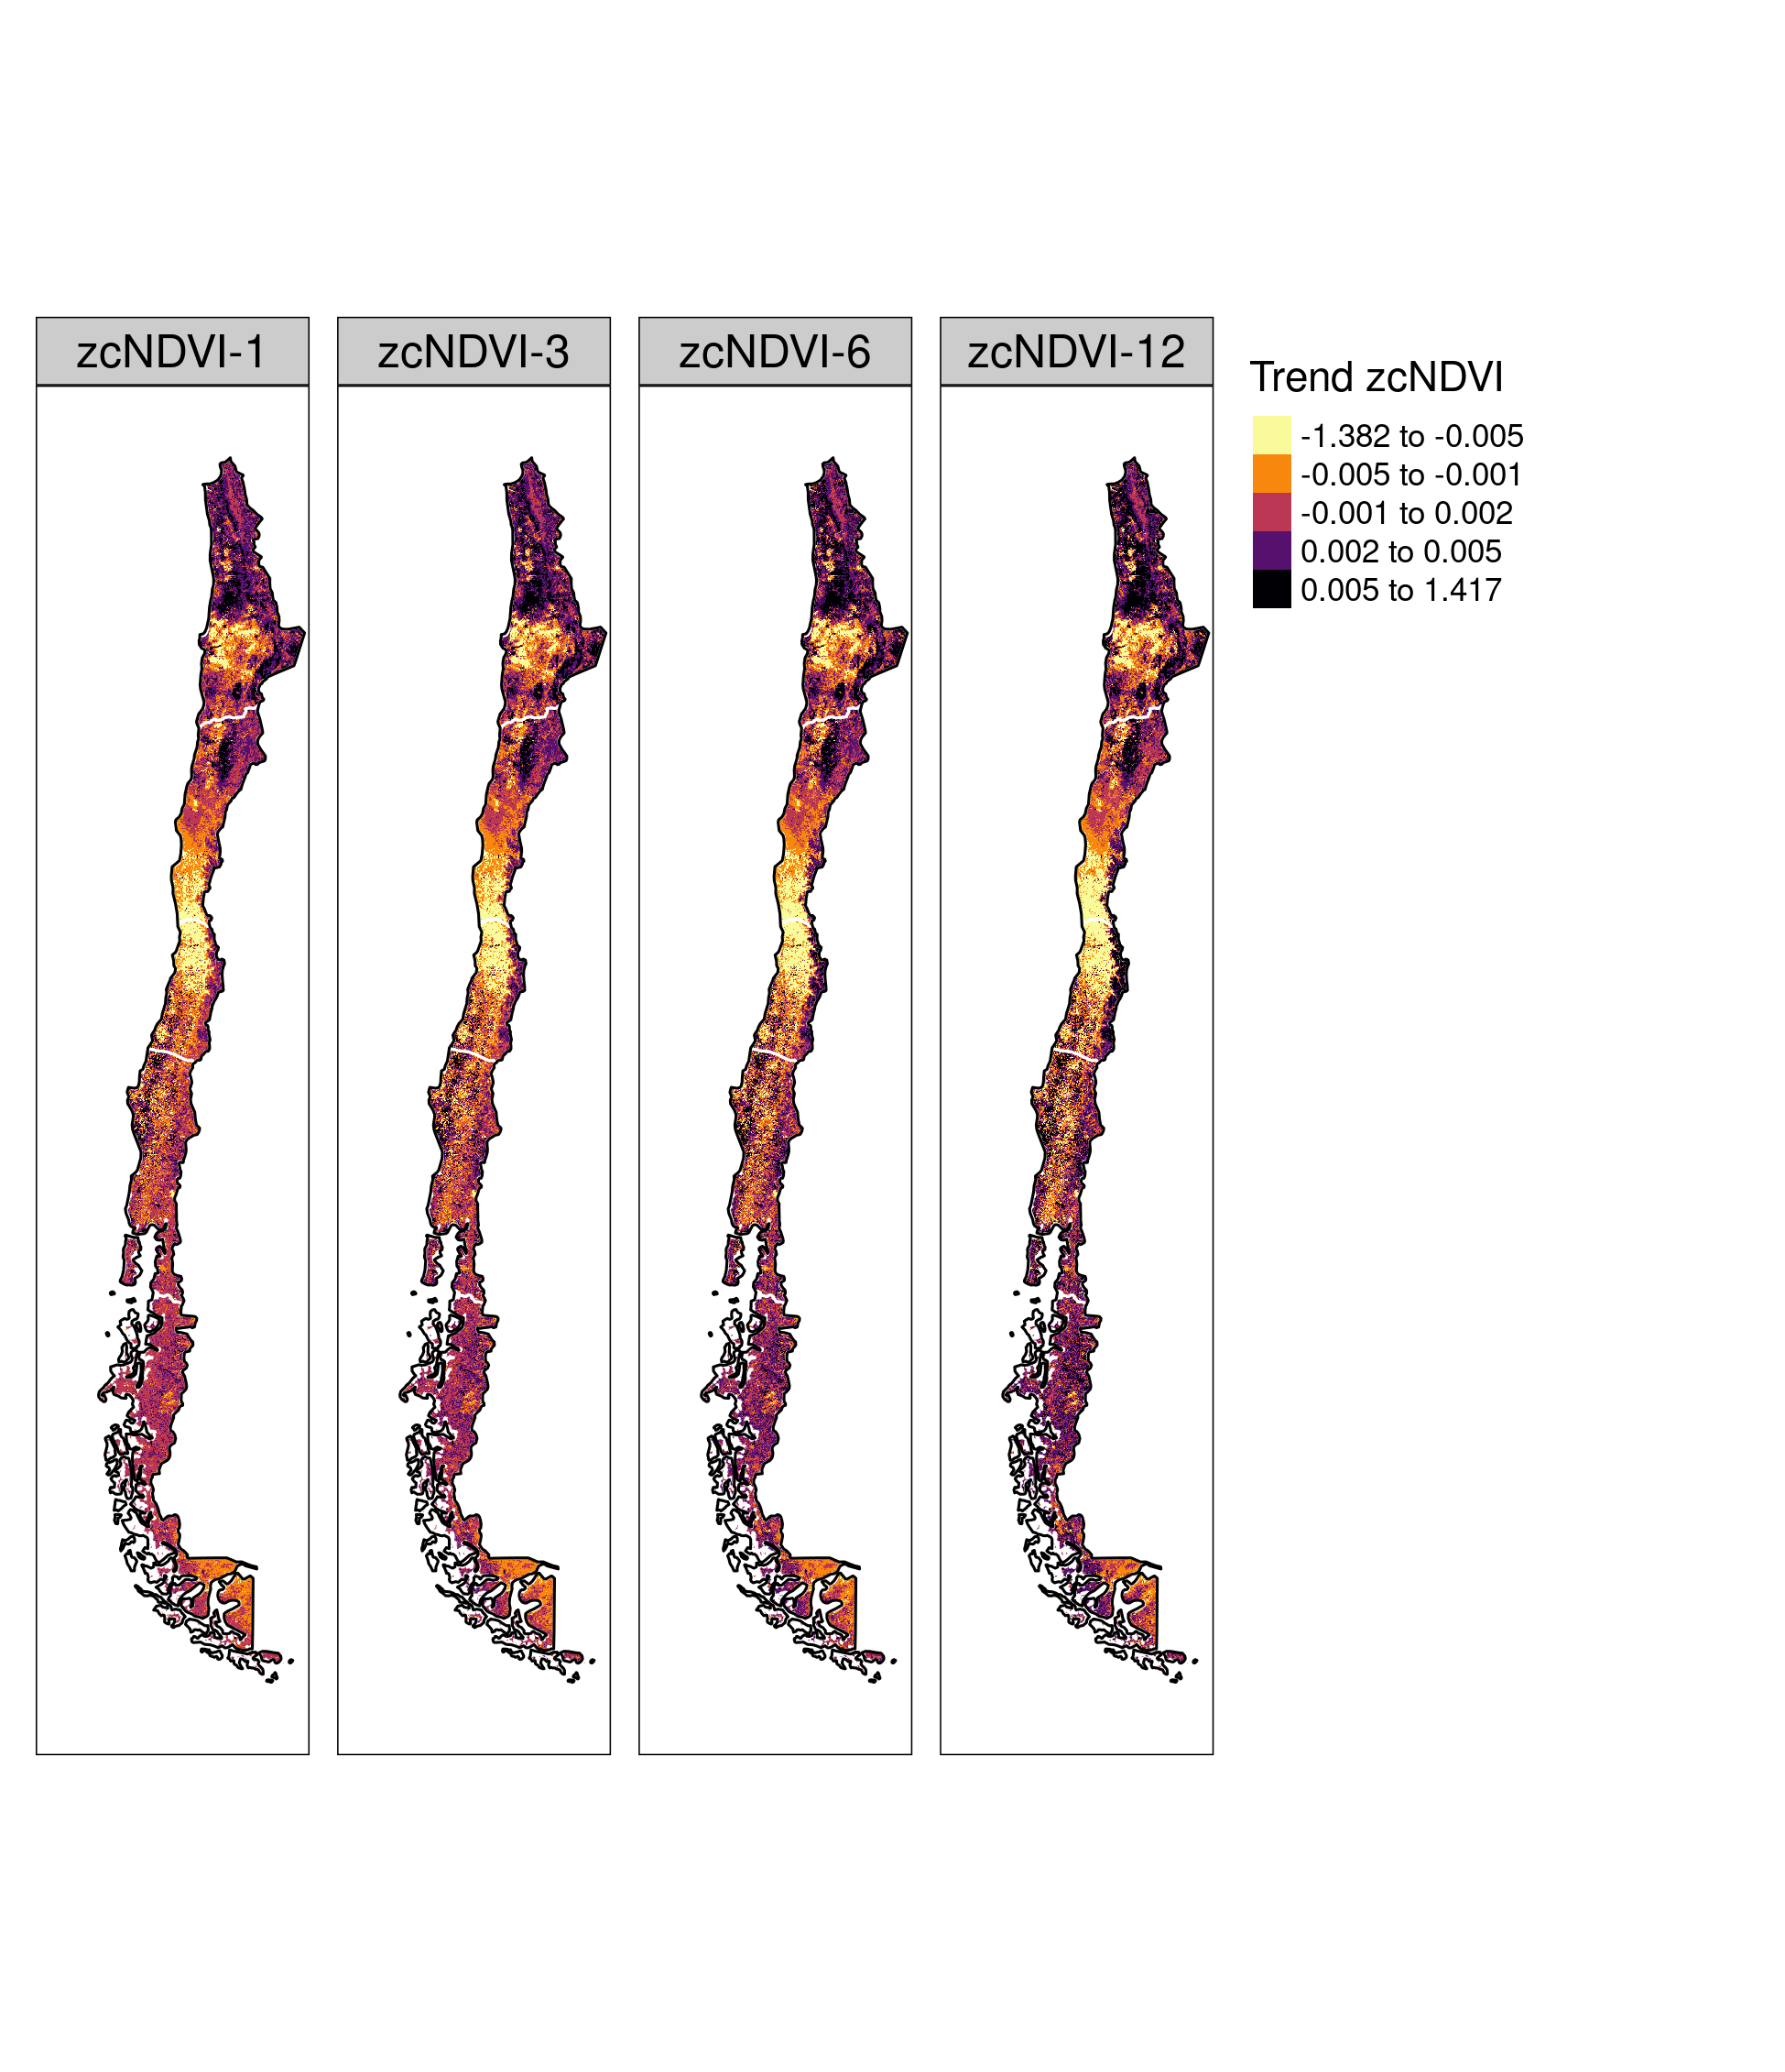 zcNDVI-1
zcNDVI-3
zcNDVI-6
zcNDVI-12
Trend zcNDVI
-1.382 to -0.005
-0.005 to -0.001
-0.001 to 0.002
0.002 to 0.005
0.005 to 1.417